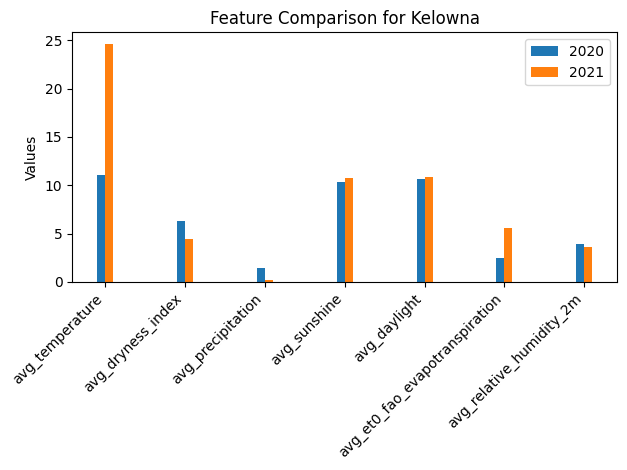 Feature Comparison for Kelowna
2020
2021
Values
25
20
15
10
5
0
avg_temperature
avg_dryness_index
avg_precipitation
avg_sunshine
avg_daylight
avg_et0_fao_evapotranspiration
avg_relative_humidity_2m